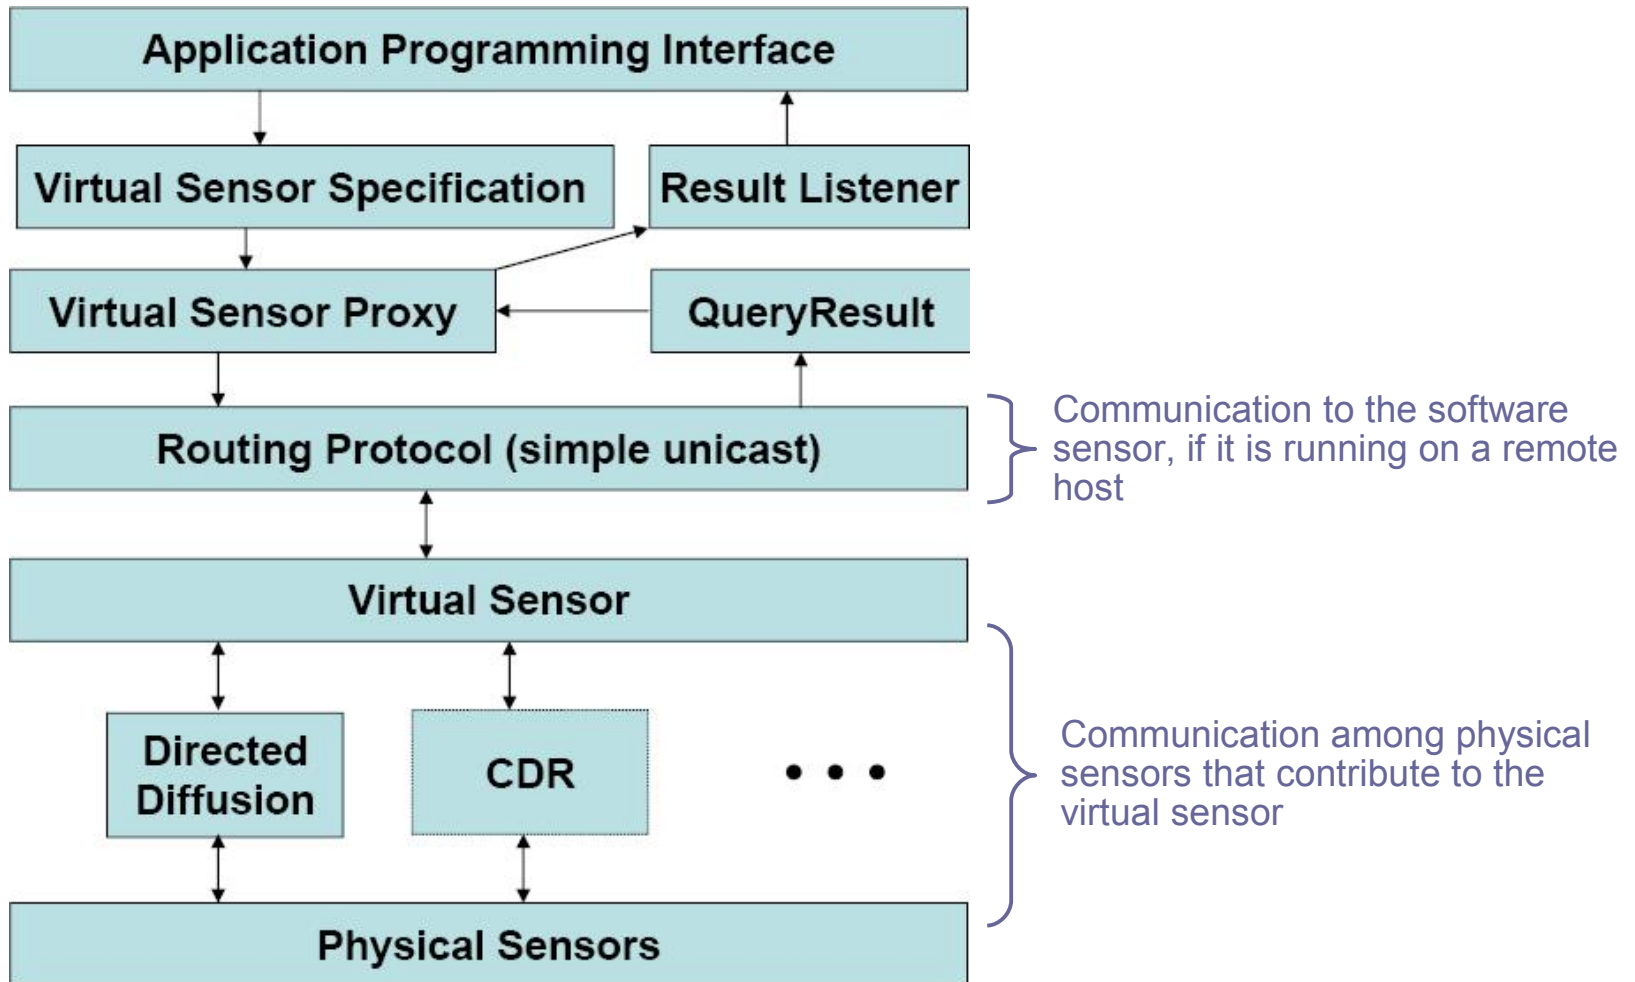 Application Programming Interface
Virtual Sensor Specification
Result Listener
Virtual Sensor Proxy
QueryResult
Routing Protocol (simple unicast)
Communication to the software
sensor, if it is running on a remote
host
Virtual Sensor
Directed
Diffusion
CDR
• • •
Communication among physical
sensors that contribute to the
virtual sensor
Physical Sensors